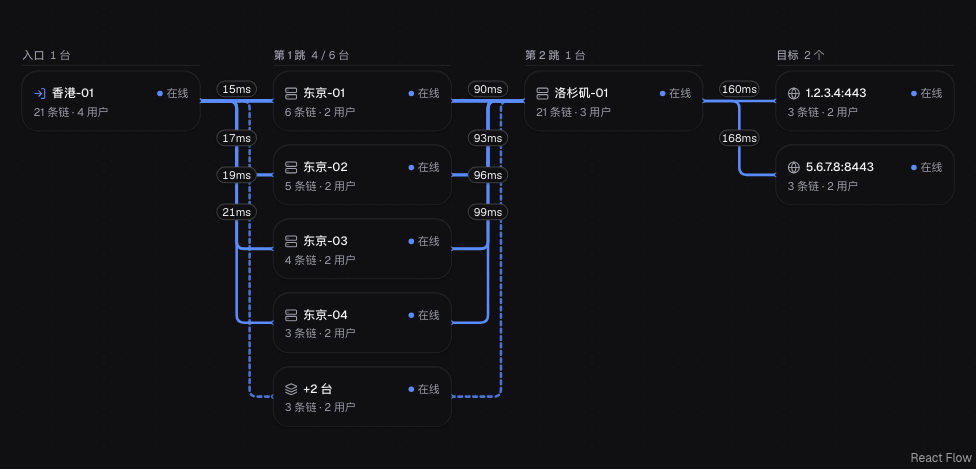 入口 1 台
香港-01
在线
21 条链 · 4 用户
15ms
17ms
19ms
21ms
第 1 跳 4 / 6 台
东京-01
在线
6 条链 · 2 用户
东京-02
在线
5 条链 · 2 用户
东京-03
在线
4 条链 · 2 用户
东京-04
在线
3 条链 · 2 用户
+2 台
在线
3 条链 · 2 用户
90ms
93ms
96ms
99ms
第 2 跳 1 台
洛杉矶-01
在线
21 条链 · 3 用户
160ms
168ms
目标 2 个
1.2.3.4:443
在线
3 条链 · 2 用户
5.6.7.8:8443
在线
3 条链 · 2 用户
React Flow